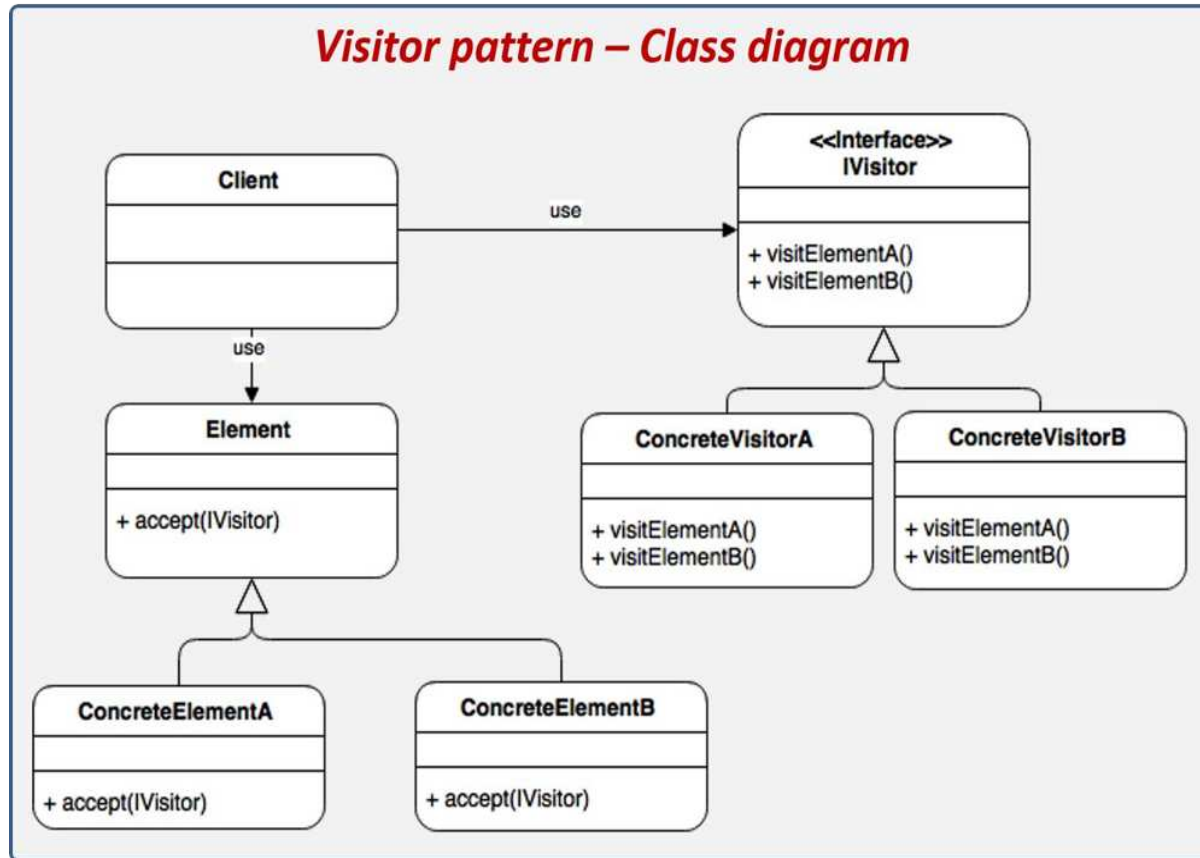 Visitor pattern – Class diagram
Client
use
<<Interface>>
IVisitor
+ visitElementA()
+ visitElementB()
use
Element
+ accept(IVisitor)
ConcreteVisitorA
+ visitElementA()
+ visitElementB()
ConcreteVisitorB
+ visitElementA()
+ visitElementB()
ConcreteElementA
+ accept(IVisitor)
ConcreteElementB
+ accept(IVisitor)